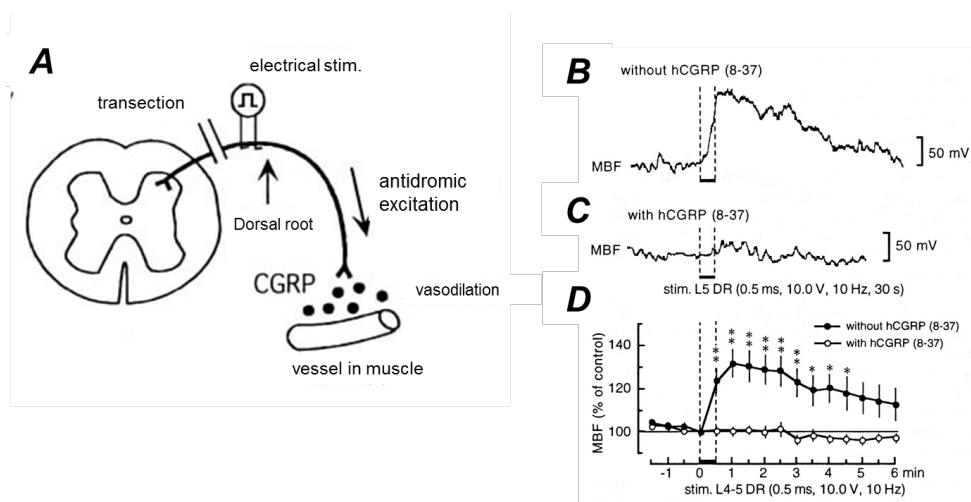 A
electrical stim.
transection
Dorsal root
antidromic
excitation
CGRP
vasodilation
vessel in muscle
B
without hCGRP (8-37)
MBF
50 mV
C
with hCGRP (8-37)
MBF
50 mV
stim. L5 DR (0.5 ms, 10.0 V, 10 Hz, 30 s)
D
without hCGRP (8-37)
with hCGRP (8-37)
MBF (% of control)
140
120
100
** ** ** ** ** ** * * *
-1 0 1 2 3 4 5 6 min
stim. L4-5 DR (0.5 ms, 10.0 V, 10 Hz)